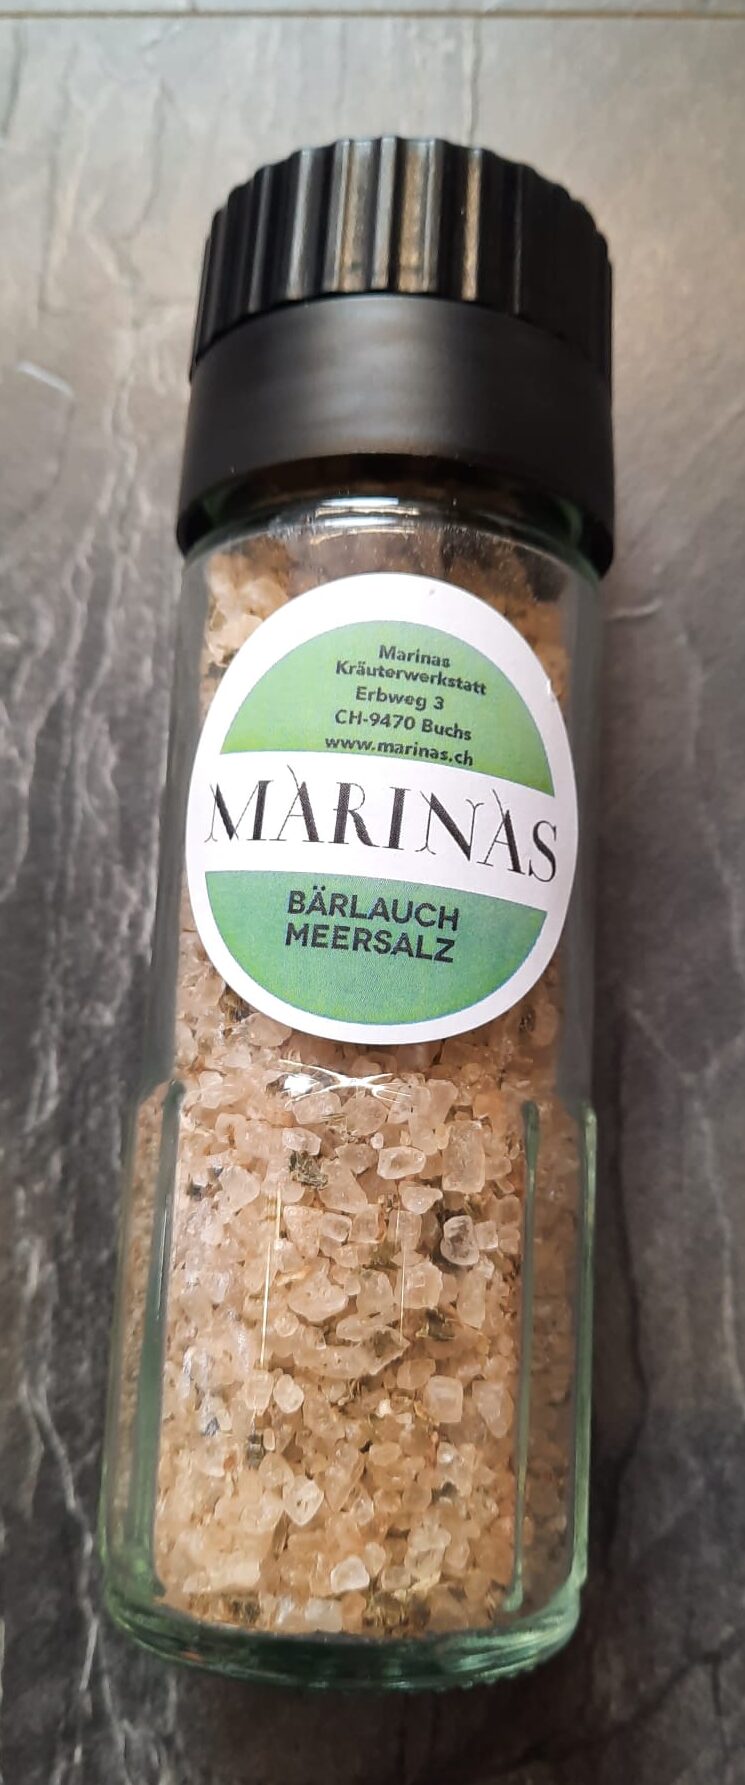 Marinas
Kräuterwerkstatt
Erbweg 3
CH-9470 Buchs
www.marinas.ch
MARINAS
BÄRLAUCH
MEERSALZ